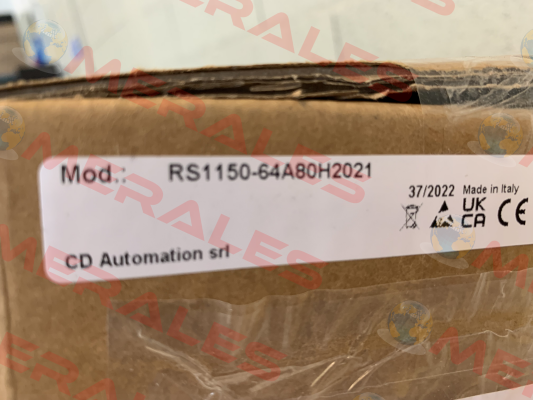 Mod.: RS1150-64A80H2021
37/2022 Made in Italy
UK
CA CE
CD Automation srl
MERALES